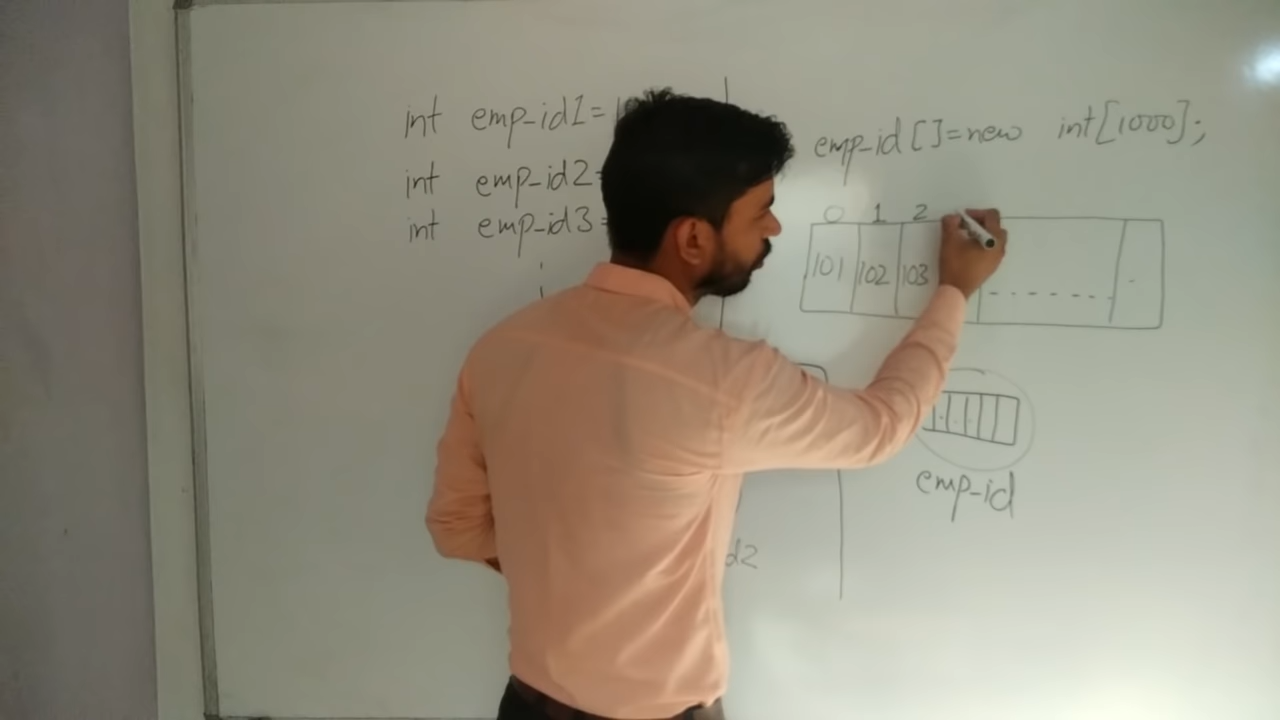 int emp-id1=
int emp-id2=
int emp-id3=
emp-id[]=new int[1000];
0 1 2
101 102 103
emp-id
d2